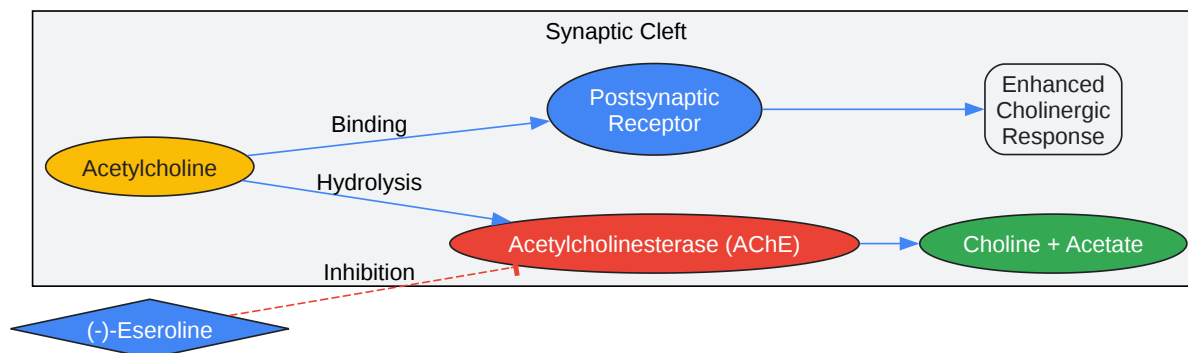 Synaptic Cleft
Postsynaptic
Receptor
Enhanced
Cholinergic
Response
Binding
Acetylcholine
Hydrolysis
Acetylcholinesterase (AChE)
Choline + Acetate
Inhibition
(-)-Eseroline